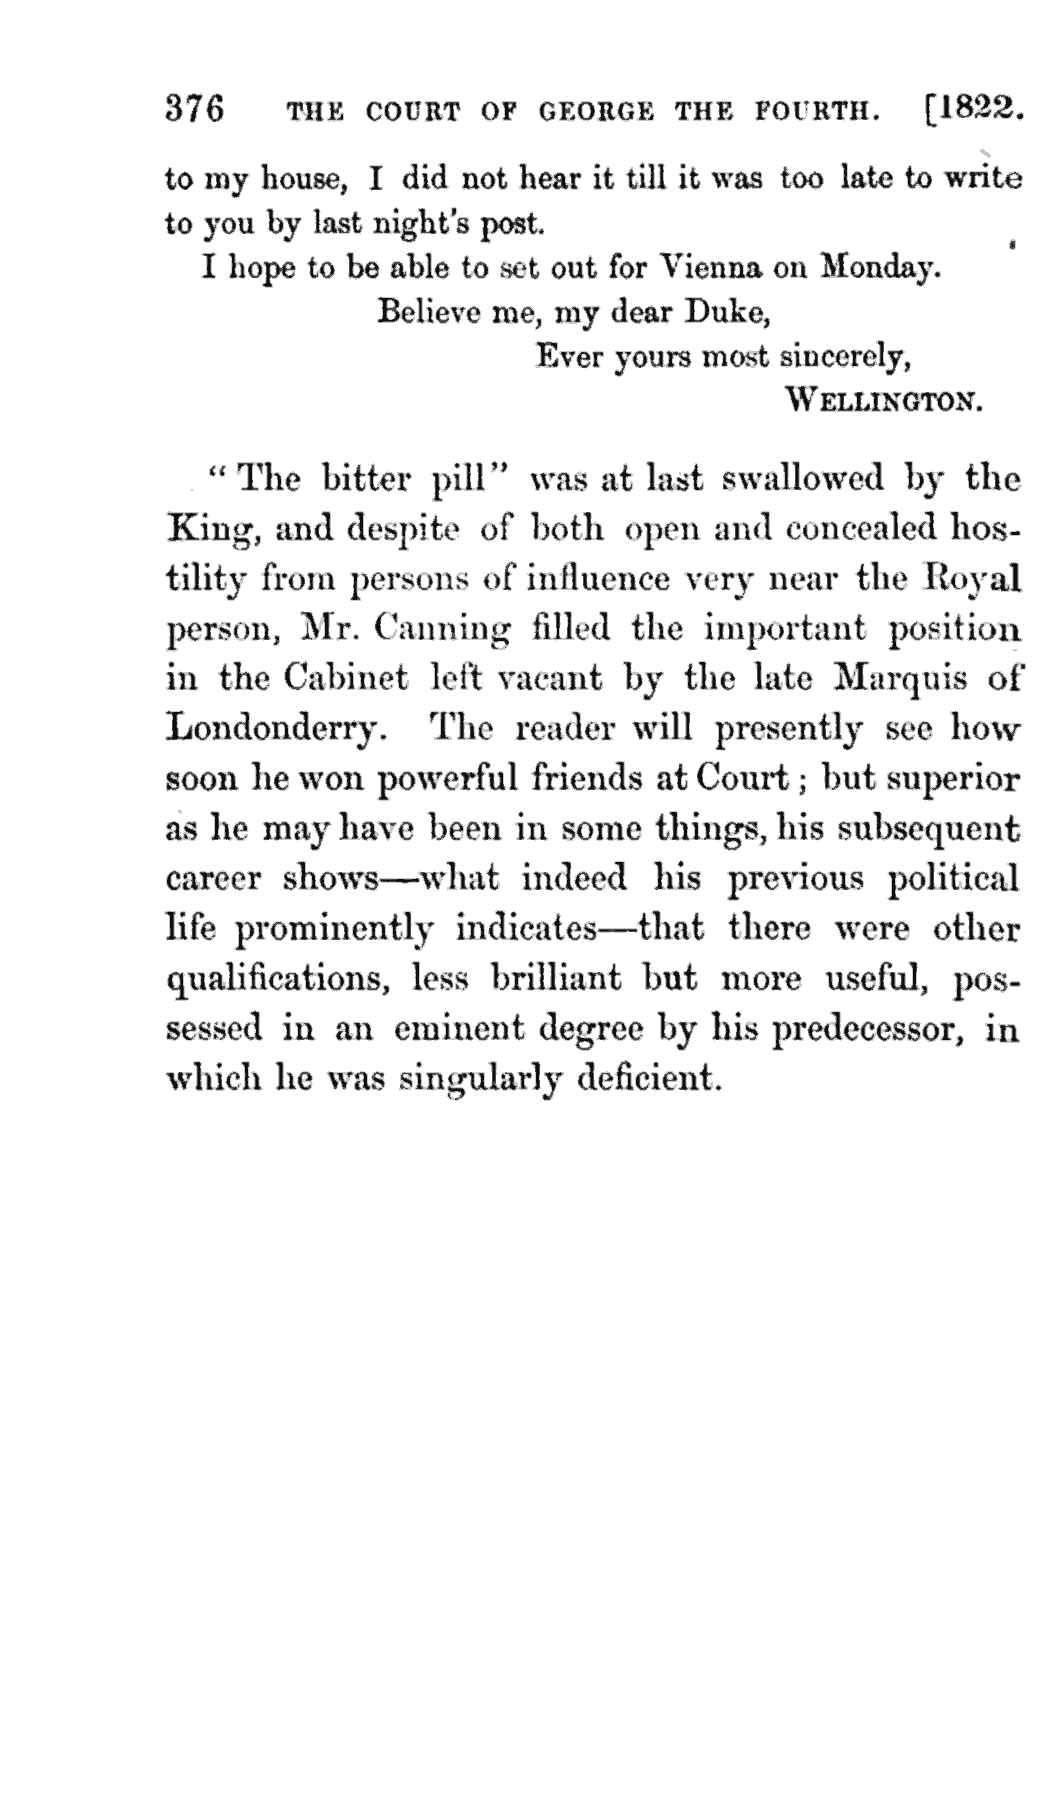 376 THE COURT OF GEORGE THE FOURTH. [1822.
to my house, I did not hear it till it was too late to write
to you by last night's post.
I hope to be able to set out for Vienna on Monday.
Believe me, my dear Duke,
Ever yours most sincerely,
WELLINGTON.
“The bitter pill” was at last swallowed by the
King, and despite of both open and concealed hos-
tility from persons of influence very near the Royal
person, Mr. Canning filled the important position
in the Cabinet left vacant by the late Marquis of
Londonderry. The reader will presently see how
soon he won powerful friends at Court; but superior
as he may have been in some things, his subsequent
career shows—what indeed his previous political
life prominently indicates—that there were other
qualifications, less brilliant but more useful, pos-
sessed in an eminent degree by his predecessor, in
which he was singularly deficient.